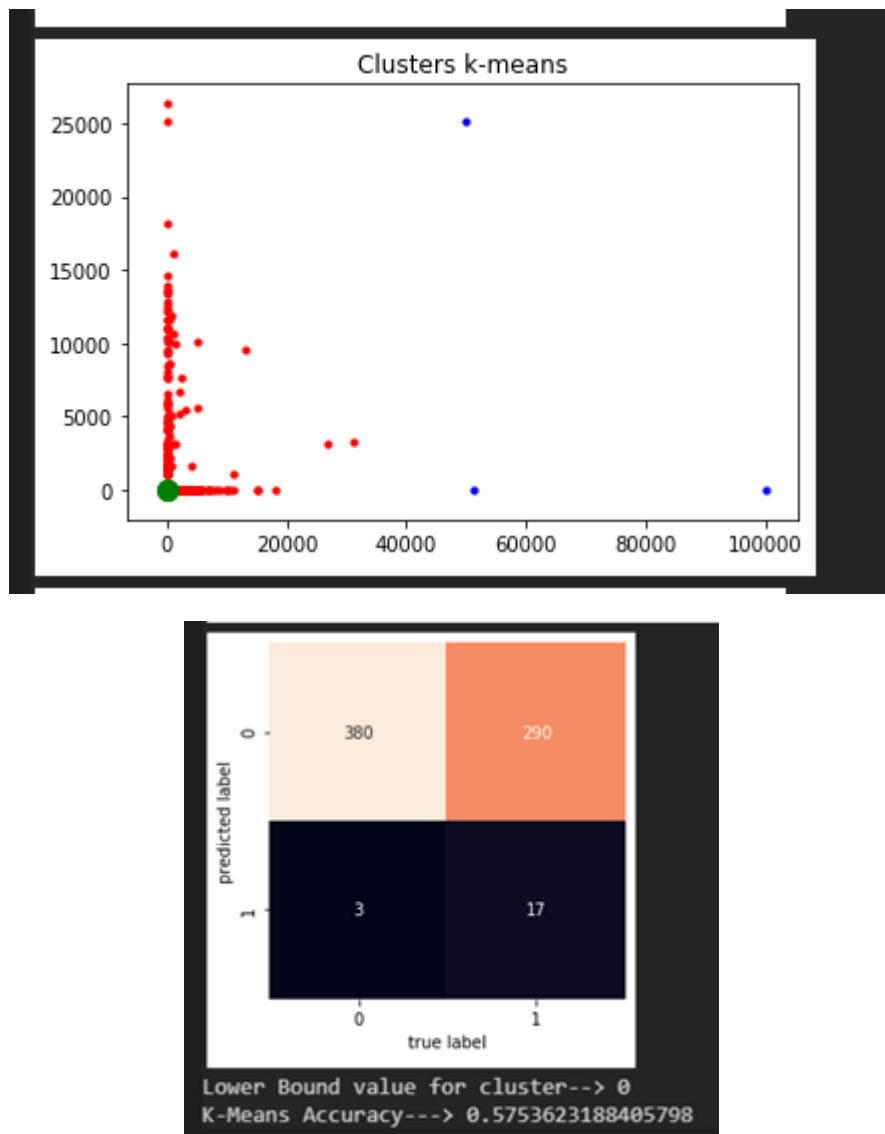 Clusters k-means
25000
20000
15000
10000
5000
0
0 20000 40000 60000 80000 100000
predicted label
0
380 290
1
3 17
0 1
true label
Lower Bound value for cluster--> 0
K-Means Accuracy---> 0.5753623188405798